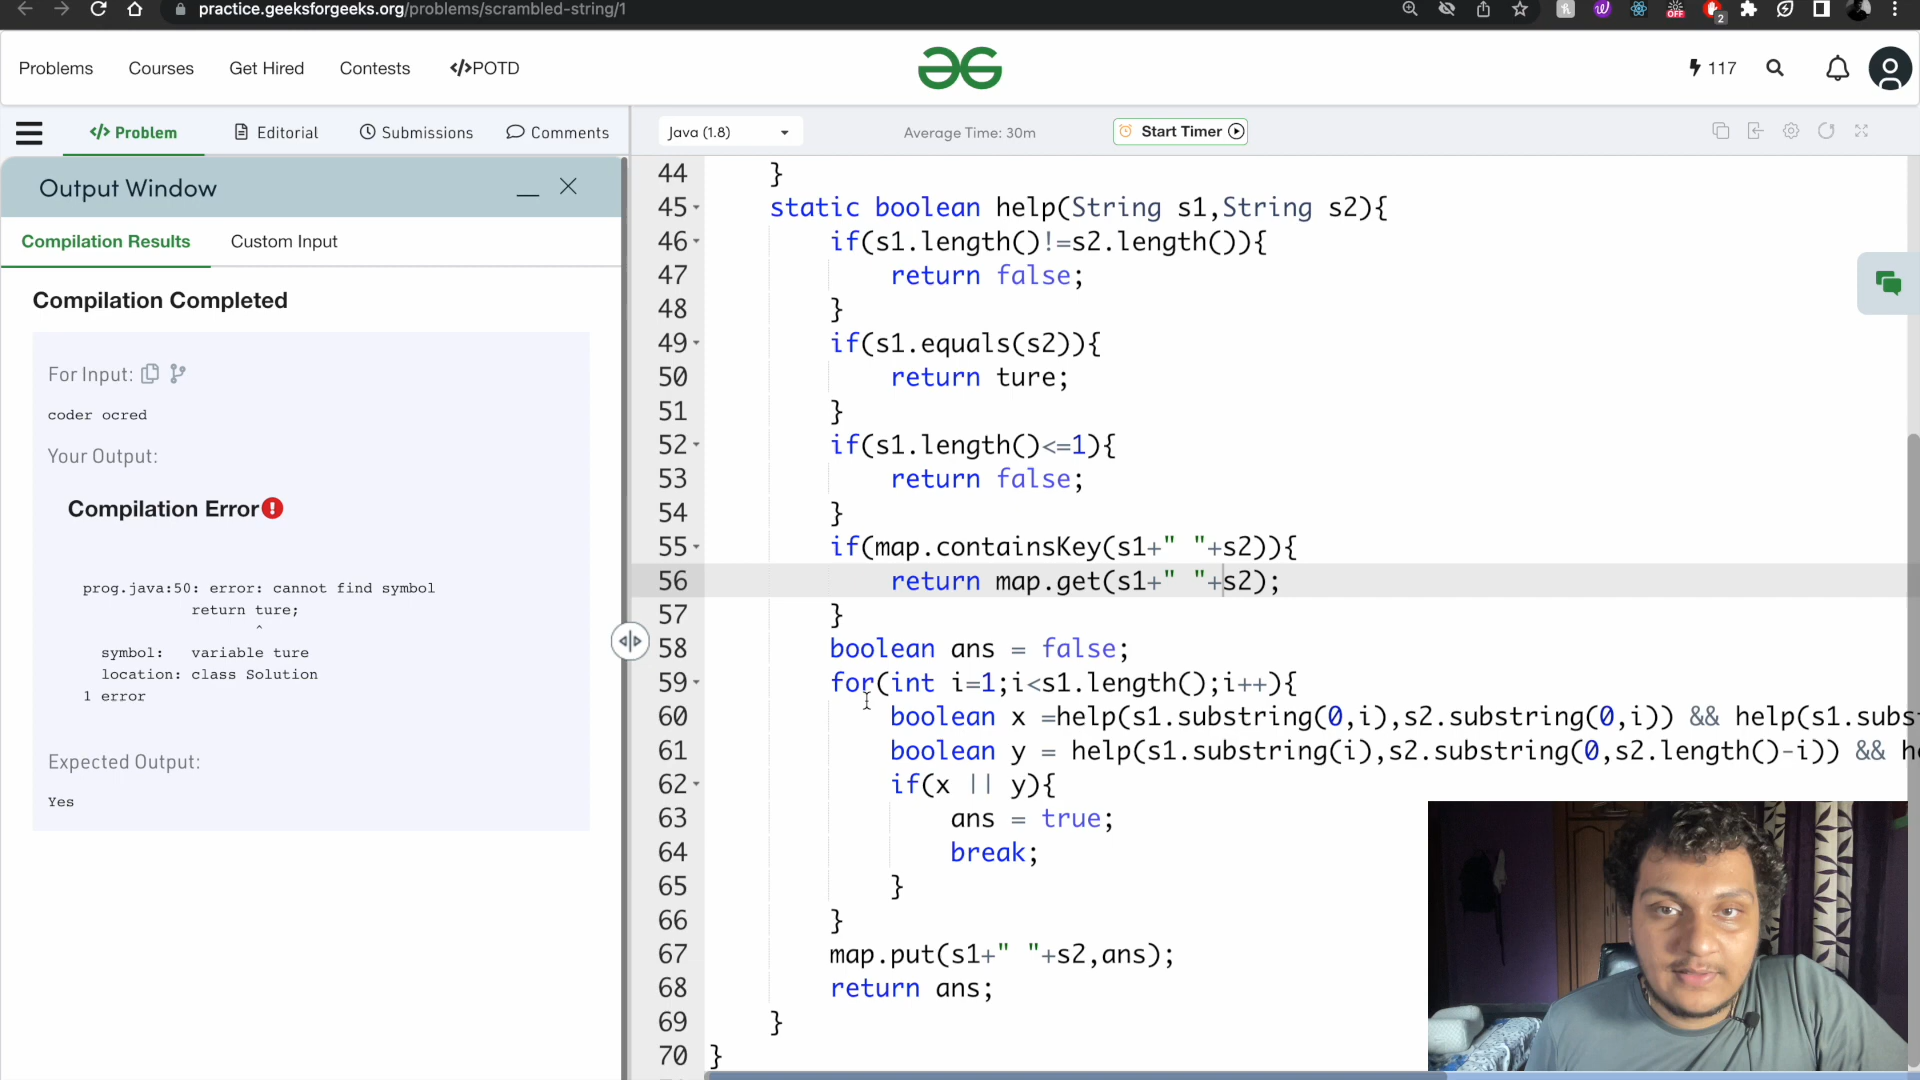 practice.geeksforgeeks.org/problems/scrambled-string/1
Problems Courses Get Hired Contests </>POTD
117
</> Problem Editorial Submissions Comments
Java (1.8) Average Time: 30m Start Timer
Output Window
Compilation Results Custom Input
Compilation Completed
For Input:
coder ocred
Your Output:
Compilation Error
prog.java:50: error: cannot find symbol
return ture;
^
symbol: variable ture
location: class Solution
1 error
Expected Output:
Yes
44 }
45 static boolean help(String s1,String s2){
46 if(s1.length()!=s2.length()){
47 return false;
48 }
49 if(s1.equals(s2)){
50 return ture;
51 }
52 if(s1.length()<=1){
53 return false;
54 }
55 if(map.containsKey(s1+" "+s2)){
56 return map.get(s1+" "+s2);
57 }
58 boolean ans = false;
59 for(int i=1;i<s1.length();i++){
60 boolean x =help(s1.substring(0,i),s2.substring(0,i)) && help(s1.subs
61 boolean y = help(s1.substring(i),s2.substring(0,s2.length()-i)) && h
62 if(x || y){
63 ans = true;
64 break;
65 }
66 }
67 map.put(s1+" "+s2,ans);
68 return ans;
69 }
70 }